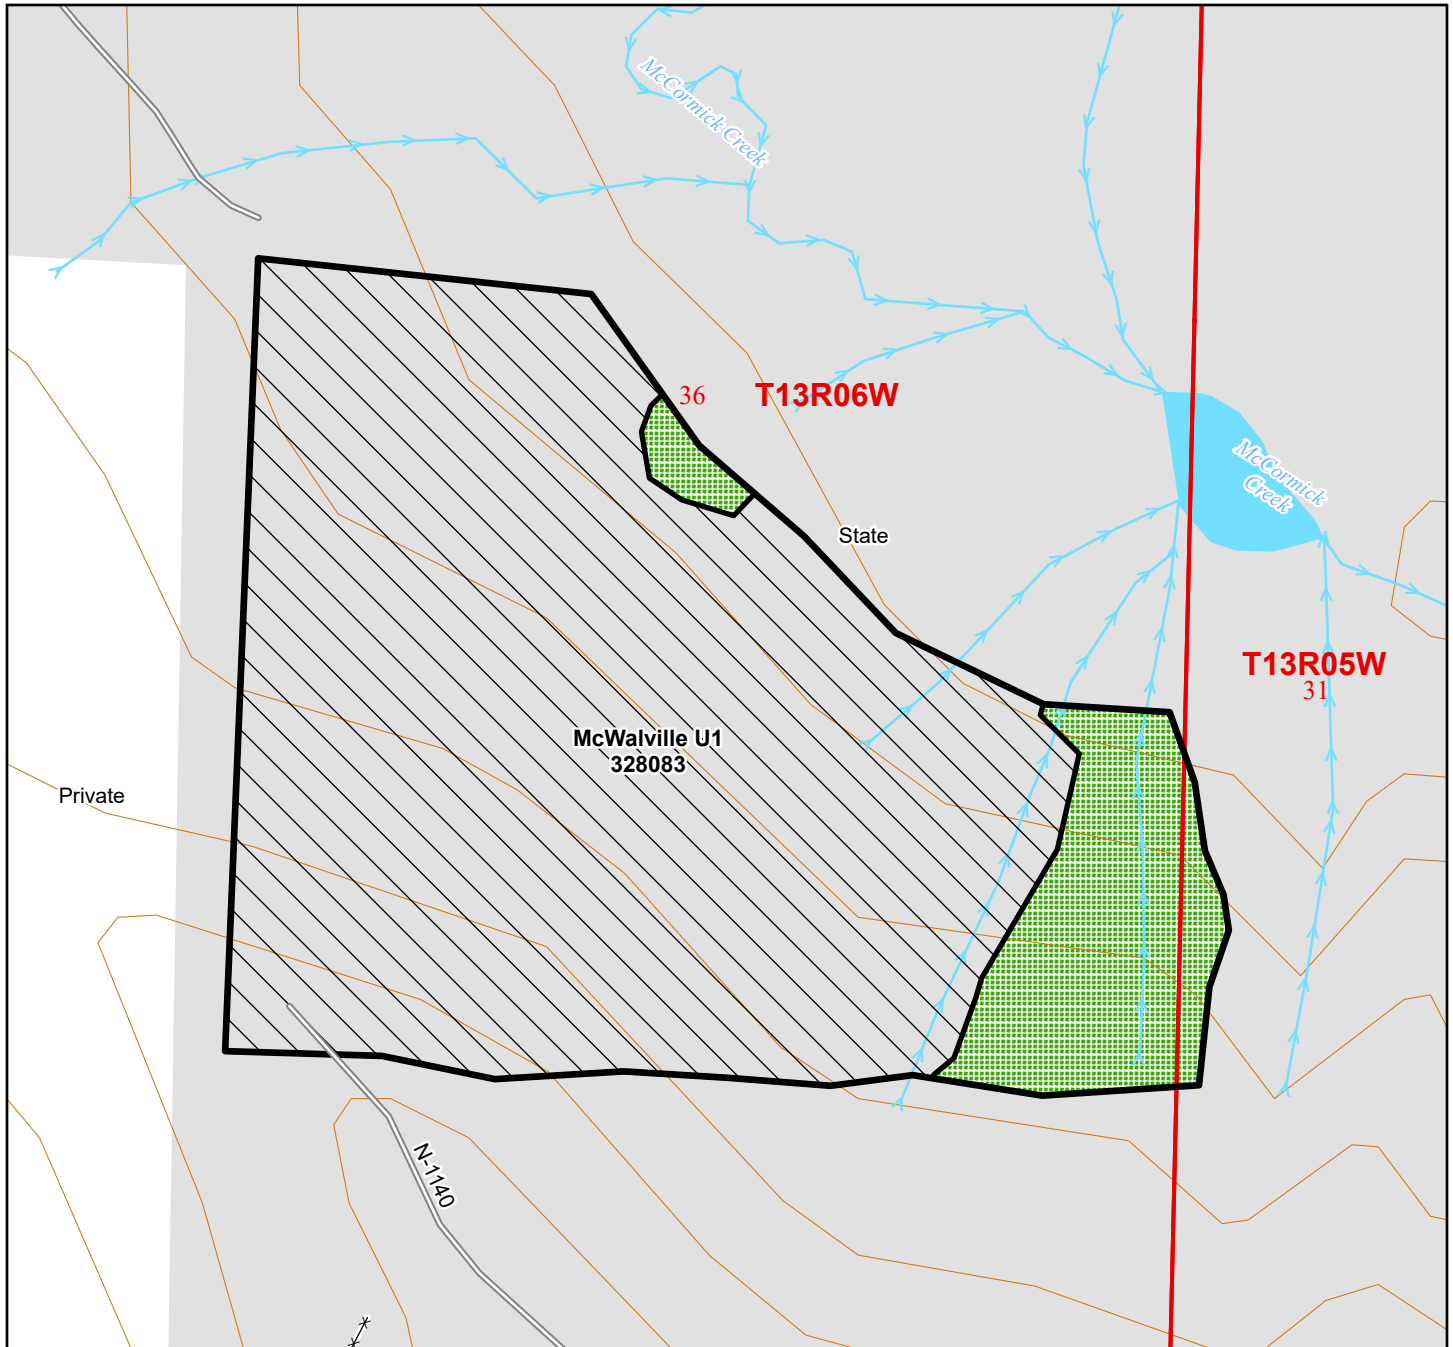 McCormick Creek
36
T13R06W
McCormick
Creek
State
T13R05W
31
McWalville U1
328083
Private
N-1140